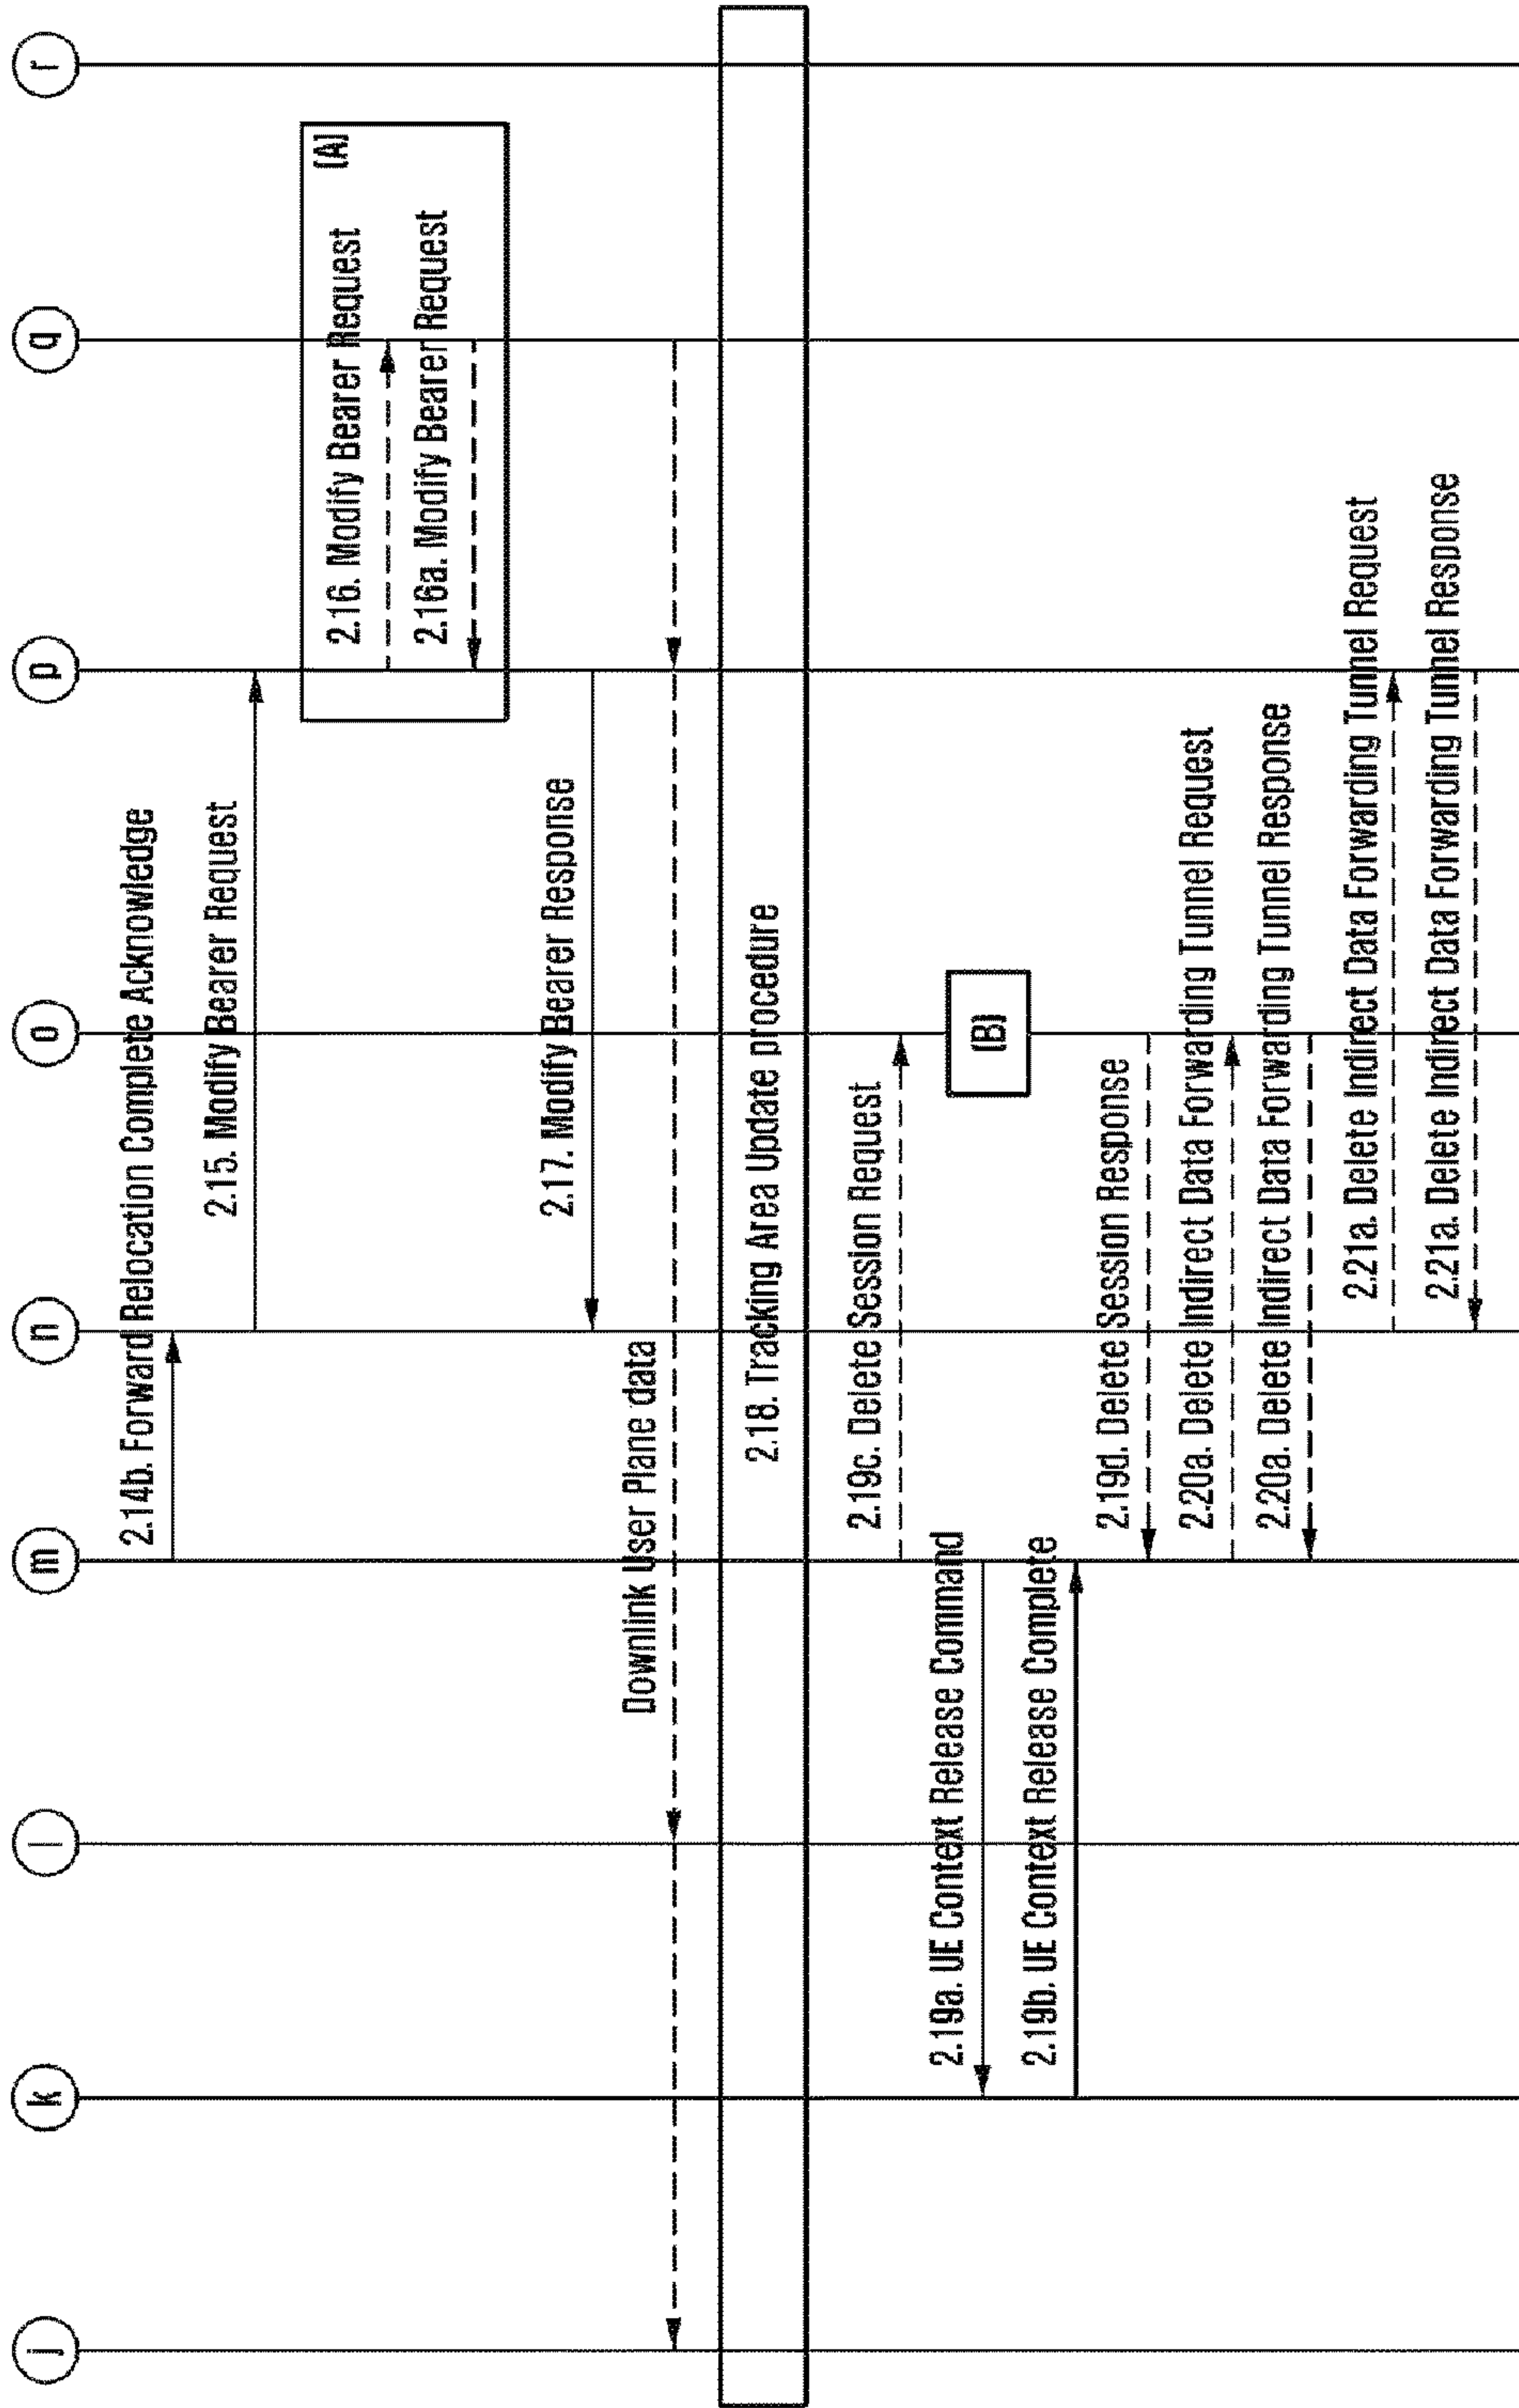 j
k
l
m
n
o
p
q
r
2.14b. Forward Relocation Complete Acknowledge
2.15. Modify Bearer Request
(A)
2.16. Modify Bearer Request
2.16a. Modify Bearer Request
2.17. Modify Bearer Response
Downlink User Plane data
2.18. Tracking Area Update procedure
2.19c. Delete Session Request
2.19a. UE Context Release Command
(B)
2.19b. UE Context Release Complete
2.19d. Delete Session Response
2.20a. Delete Indirect Data Forwarding Tunnel Request
2.20a. Delete Indirect Data Forwarding Tunnel Response
2.21a. Delete Indirect Data Forwarding Tunnel Request
2.21a. Delete Indirect Data Forwarding Tunnel Response